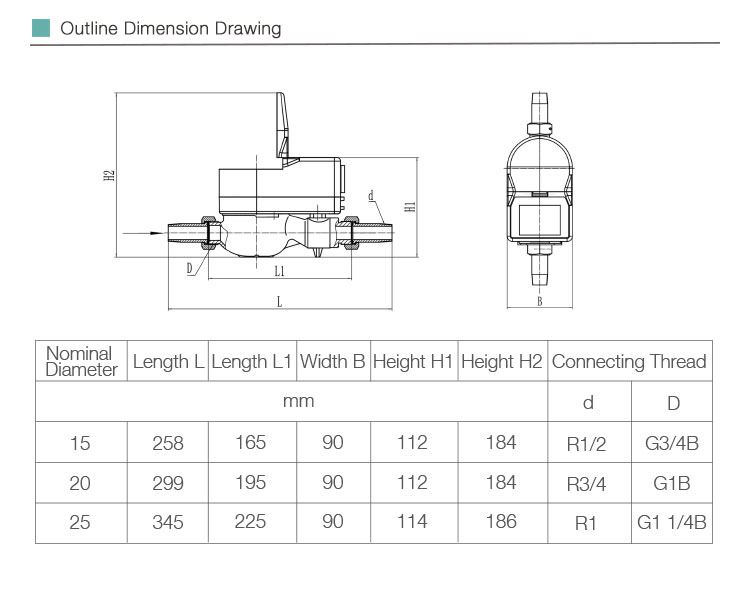 Outline Dimension Drawing
H2
H1
d
D
L1
L
B
Nominal Diameter Length L Length L1 Width B Height H1 Height H2 Connecting Thread
mm d D
15 258 165 90 112 184 R1/2 G3/4B
20 299 195 90 112 184 R3/4 G1B
25 345 225 90 114 186 R1 G1 1/4B